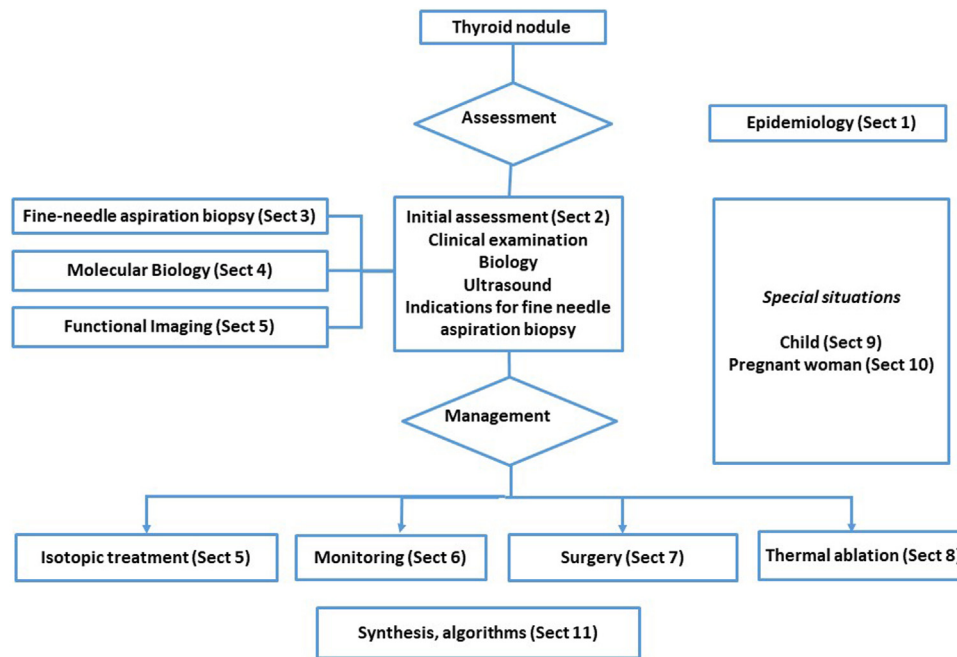 Thyroid nodule
Assessment
Epidemiology (Sect 1)
Fine-needle aspiration biopsy (Sect 3)
Molecular Biology (Sect 4)
Functional Imaging (Sect 5)
Initial assessment (Sect 2)
Clinical examination
Biology
Ultrasound
Indications for fine needle
aspiration biopsy
Special situations
Child (Sect 9)
Pregnant woman (Sect 10)
Management
Isotopic treatment (Sect 5)
Monitoring (Sect 6)
Surgery (Sect 7)
Thermal ablation (Sect 8)
Synthesis, algorithms (Sect 11)